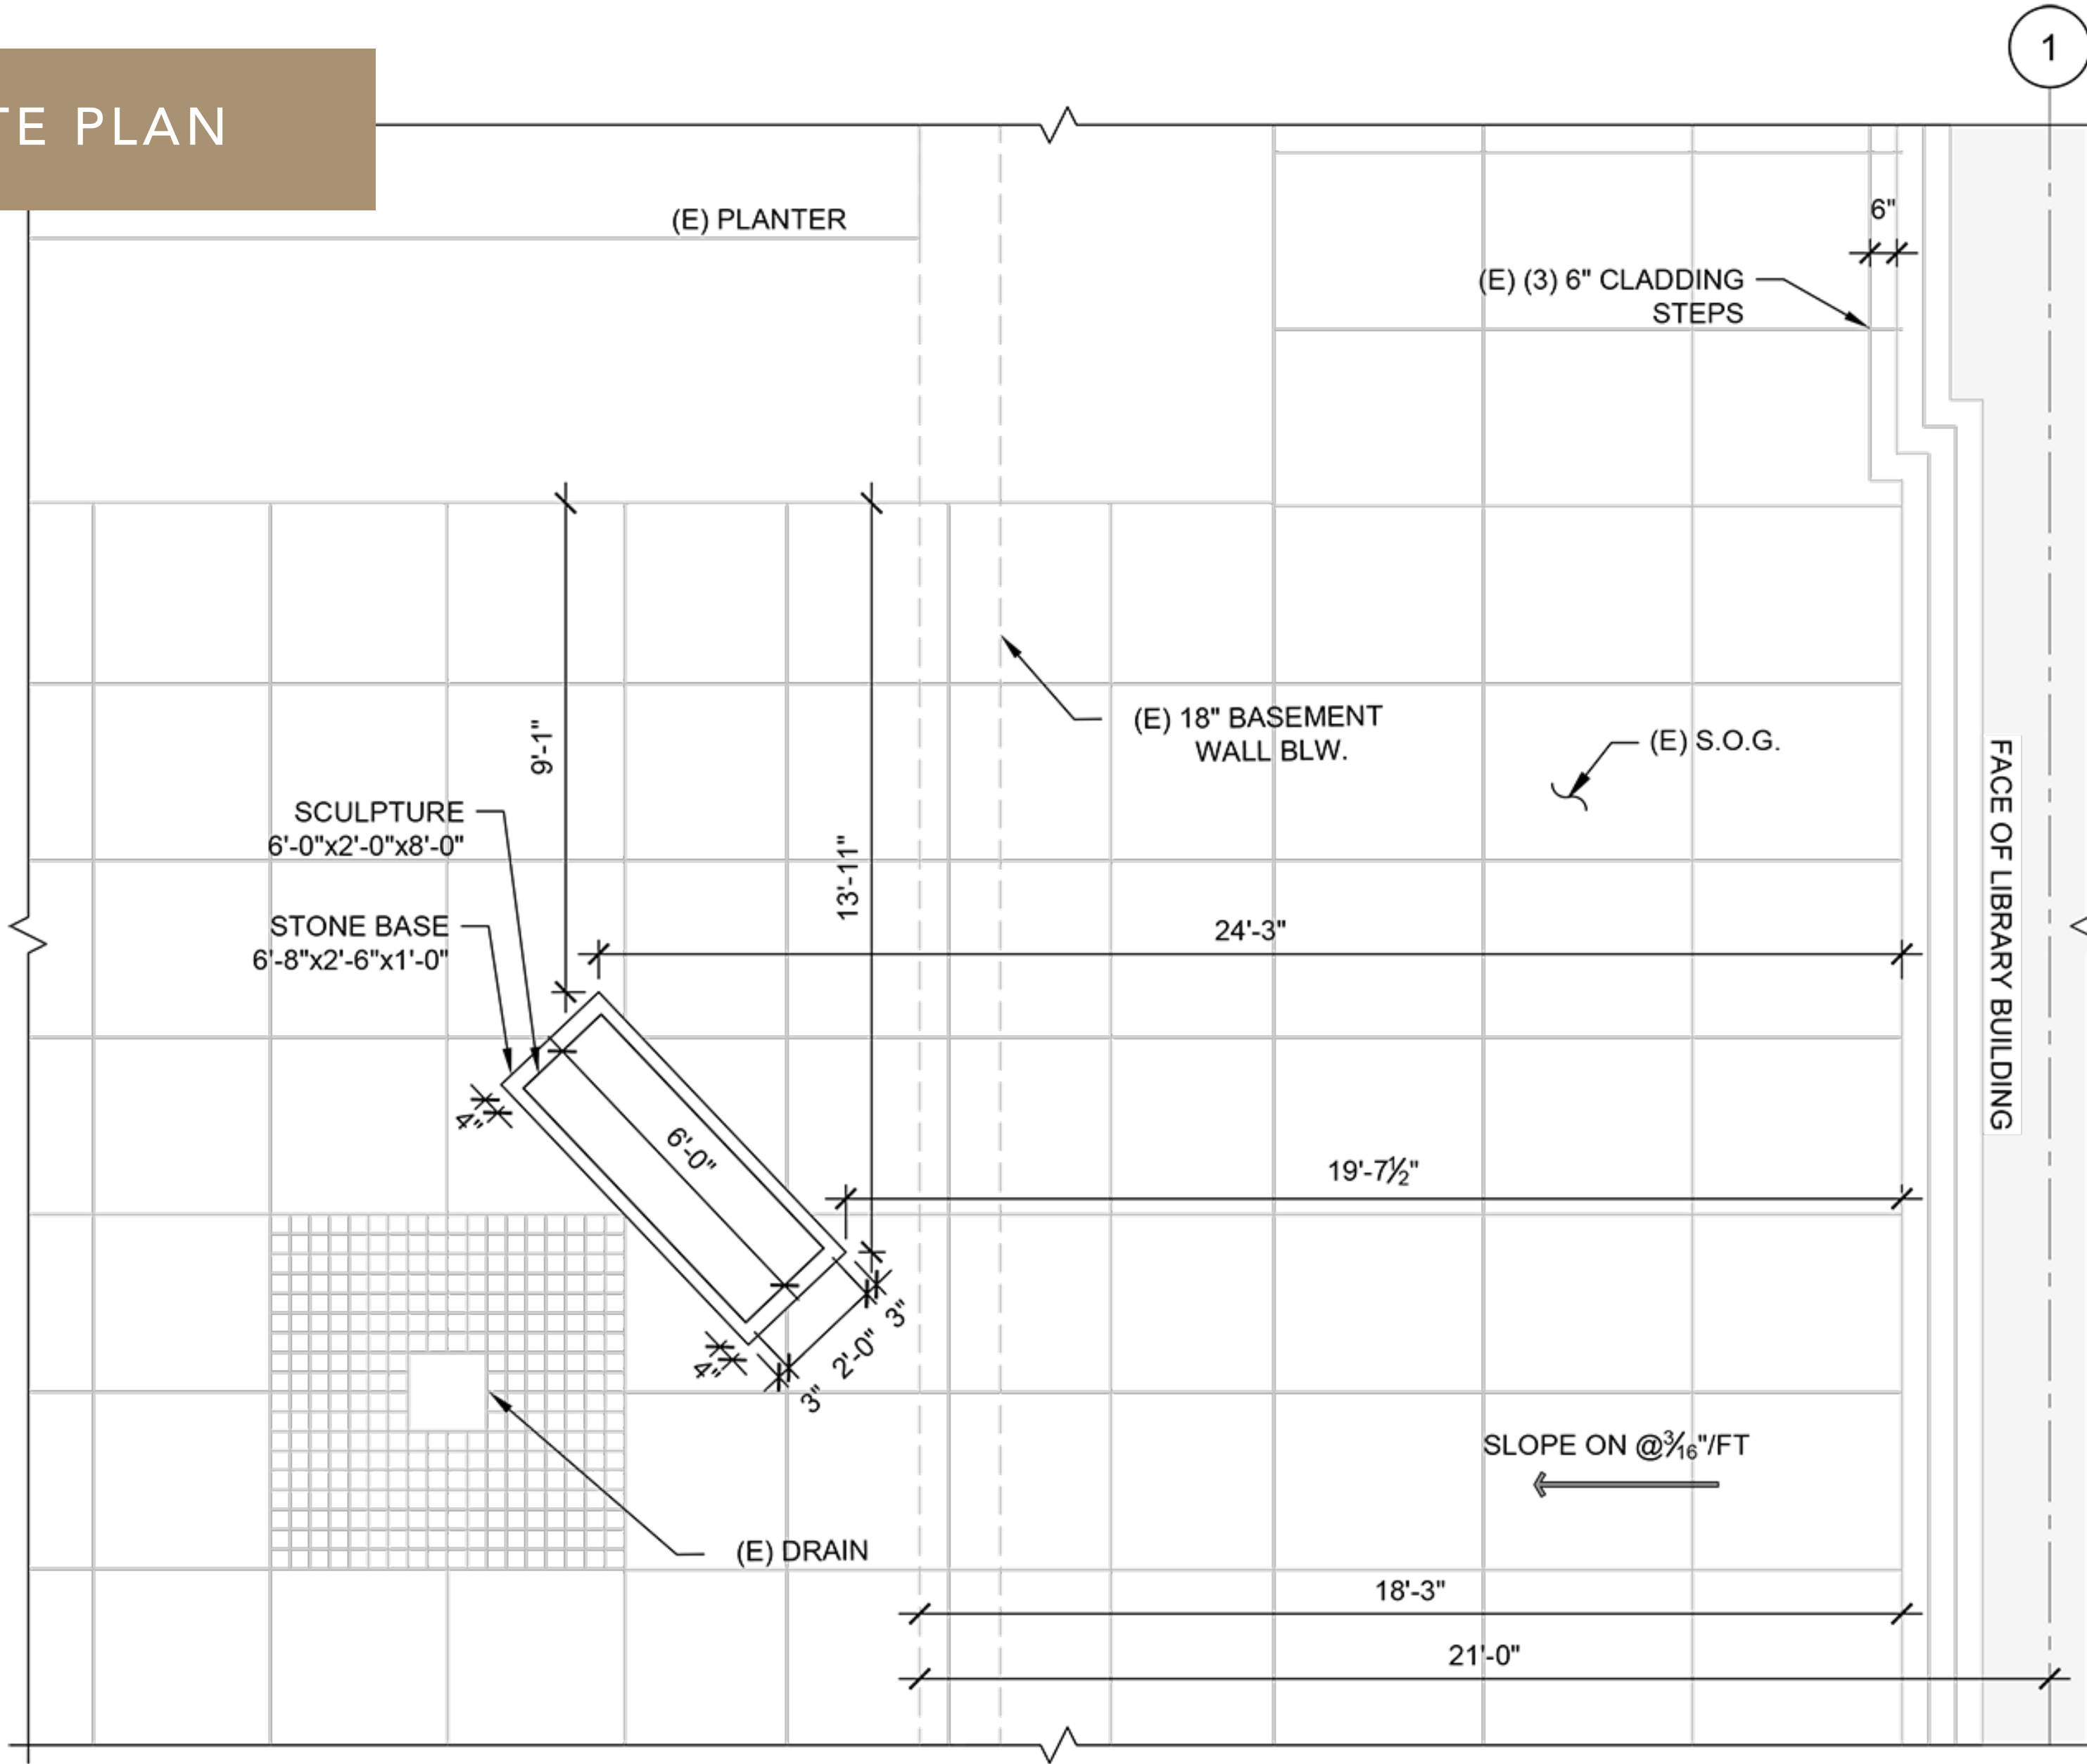 1
TE PLAN
(E) PLANTER
6"
(E) (3) 6" CLADDING
STEPS
9'-1"
(E) 18" BASEMENT
WALL BLW.
(E) S.O.G.
FACE OF LIBRARY BUILDING
SCULPTURE
6'-0"x2'-0"x8'-0"
13'-11"
STONE BASE
6'-8"x2'-6"x1'-0"
24'-3"
4"
6'-0"
19'-7½"
3"
2'-0"
4"
3"
SLOPE ON @3⁄16"/FT
(E) DRAIN
18'-3"
21'-0"